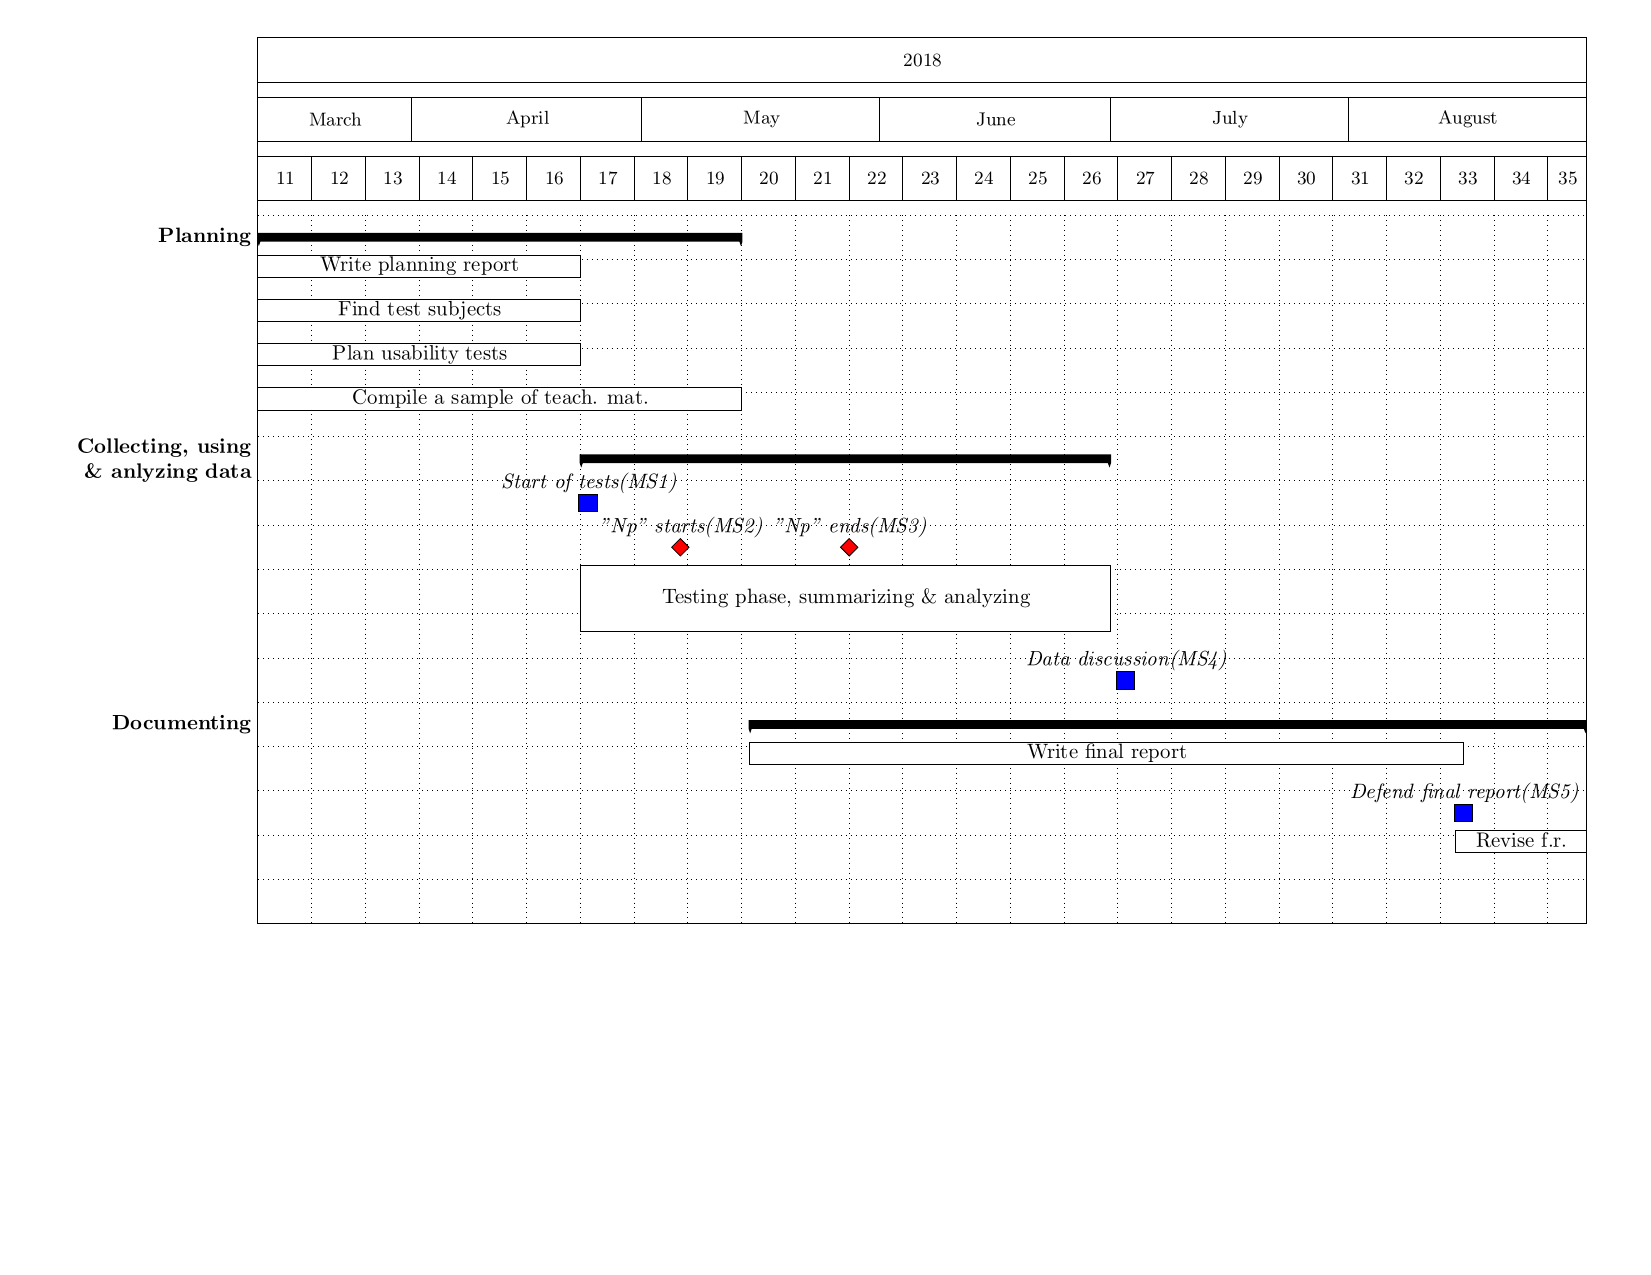 2018
March April May June July August
11 12 13 14 15 16 17 18 19 20 21 22 23 24 25 26 27 28 29 30 31 32 33 34 35
Planning
Write planning report
Find test subjects
Plan usability tests
Compile a sample of teach. mat.
Collecting, using
& anlyzing data
Start of tests(MS1)
"Np" starts(MS2) "Np" ends(MS3)
Testing phase, summarizing & analyzing
Data discussion(MS4)
Documenting
Write final report
Defend final report(MS5)
Revise f.r.